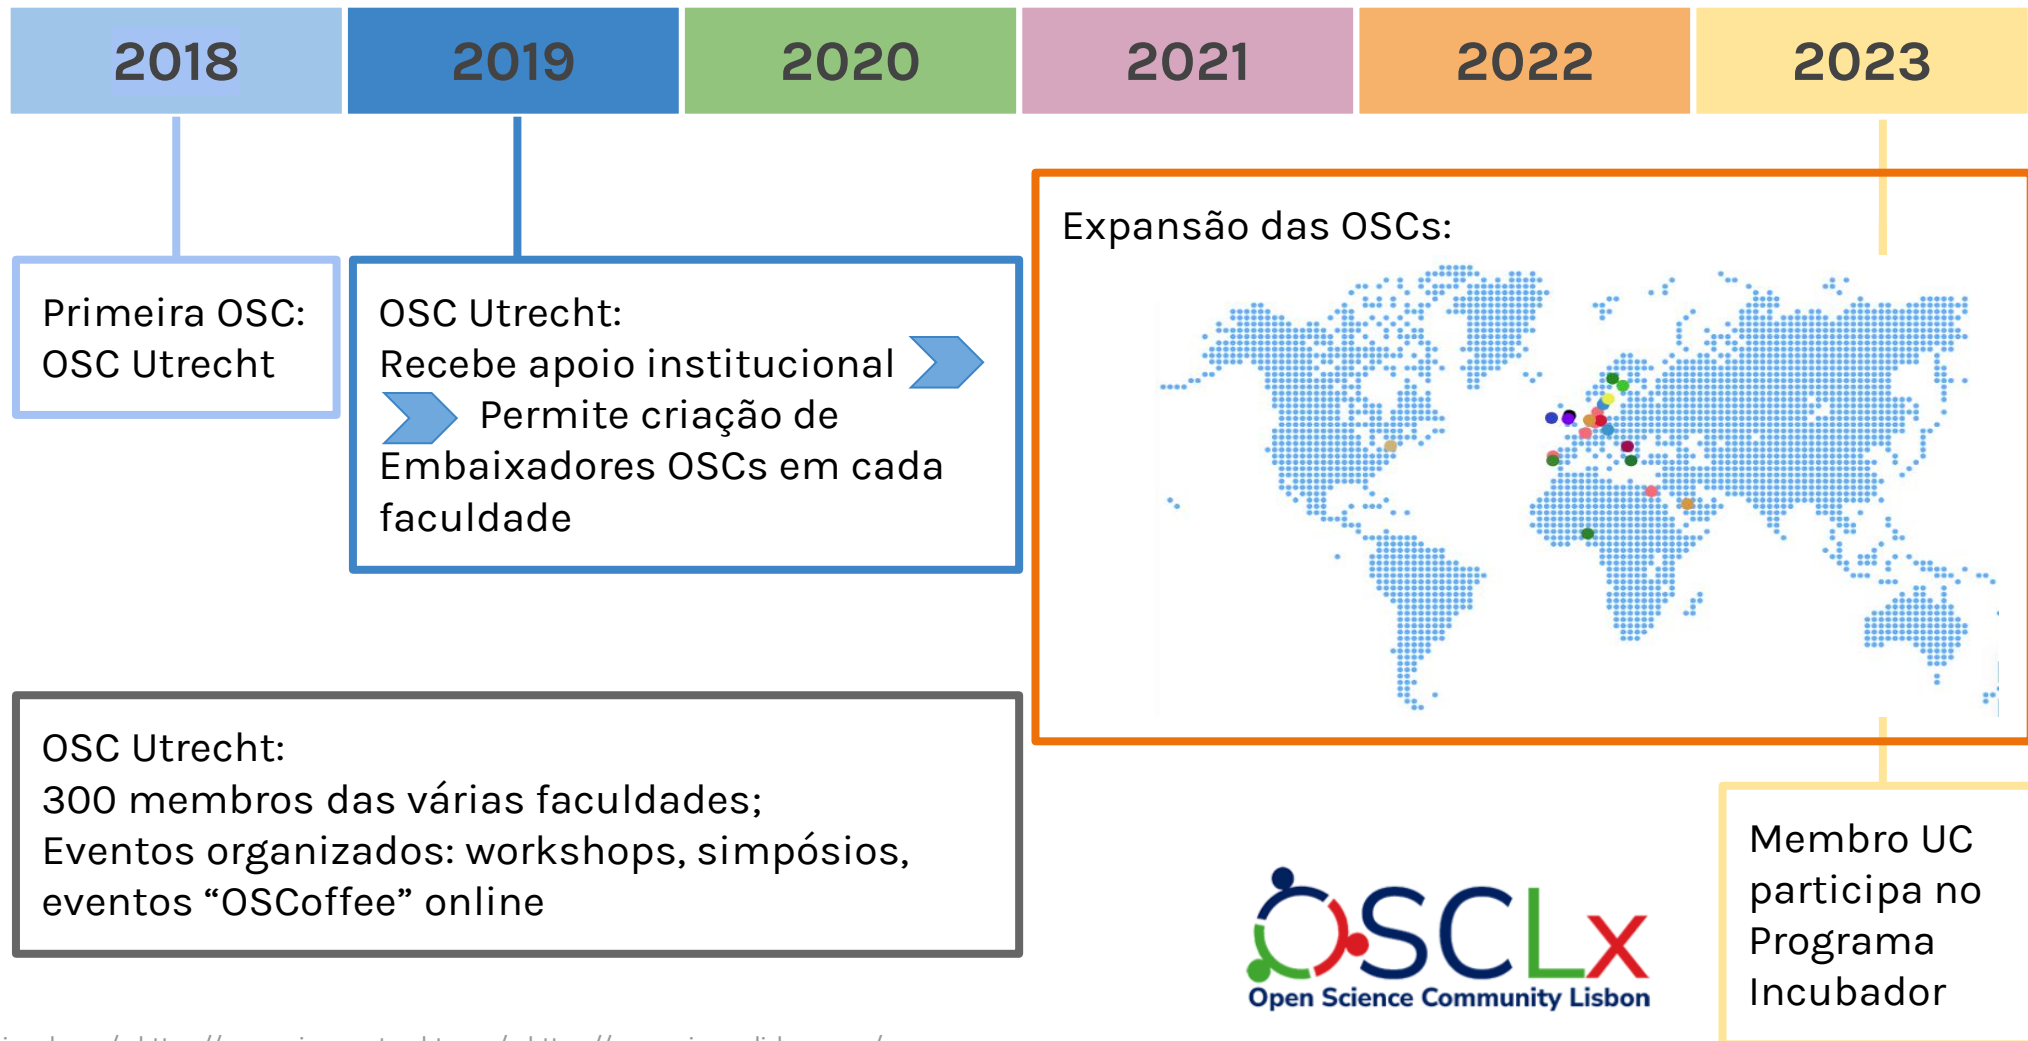 2018
2019
2020
2021
2022
2023
Primeira OSC:
OSC Utrecht
OSC Utrecht:
Recebe apoio institucional
Permite criação de
Embaixadores OSCs em cada
faculdade
Expansão das OSCs:
OSC Utrecht:
300 membros das várias faculdades;
Eventos organizados: workshops, simpósios,
eventos “OSCoffee” online
OSCLx
Open Science Community Lisbon
Membro UC
participa no
Programa
Incubador